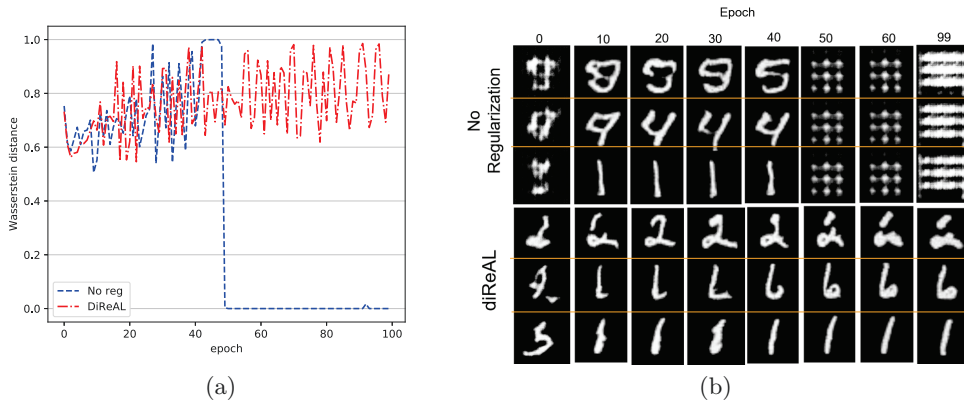 Wasserstein distance
1.0
0.8
0.6
0.4
0.2
0.0
No reg
DiReAL
0 20 40 60 80 100
epoch
(a)
Epoch
0 10 20 30 40 50 60 99
No
Regularization
diReAL
(b)